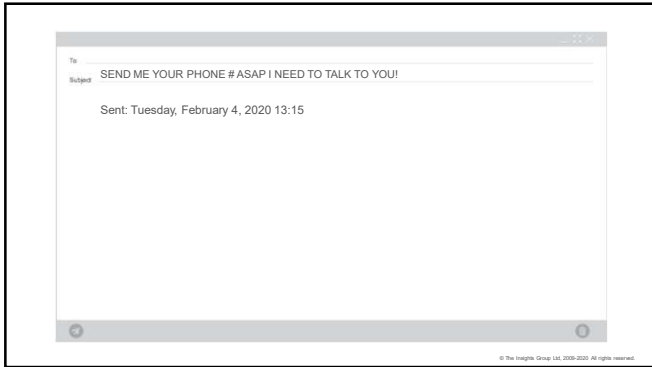 To
Subject SEND ME YOUR PHONE # ASAP I NEED TO TALK TO YOU!
Sent: Tuesday, February 4, 2020 13:15
© The Insights Group Ltd, 2009-2020 All rights reserved.